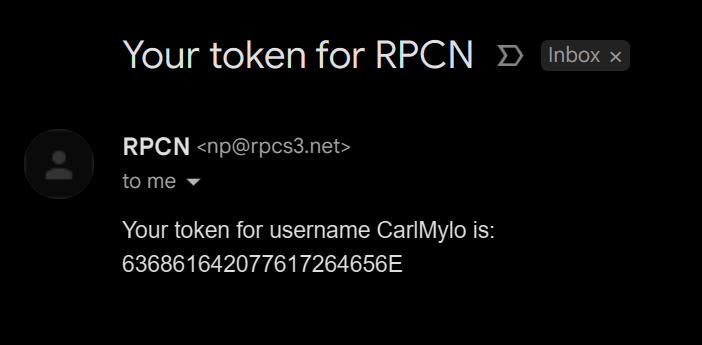 Your token for RPCN Inbox ×
RPCN <np@rpcs3.net>
to me
Your token for username CarlMylo is:
636861642077617264656E